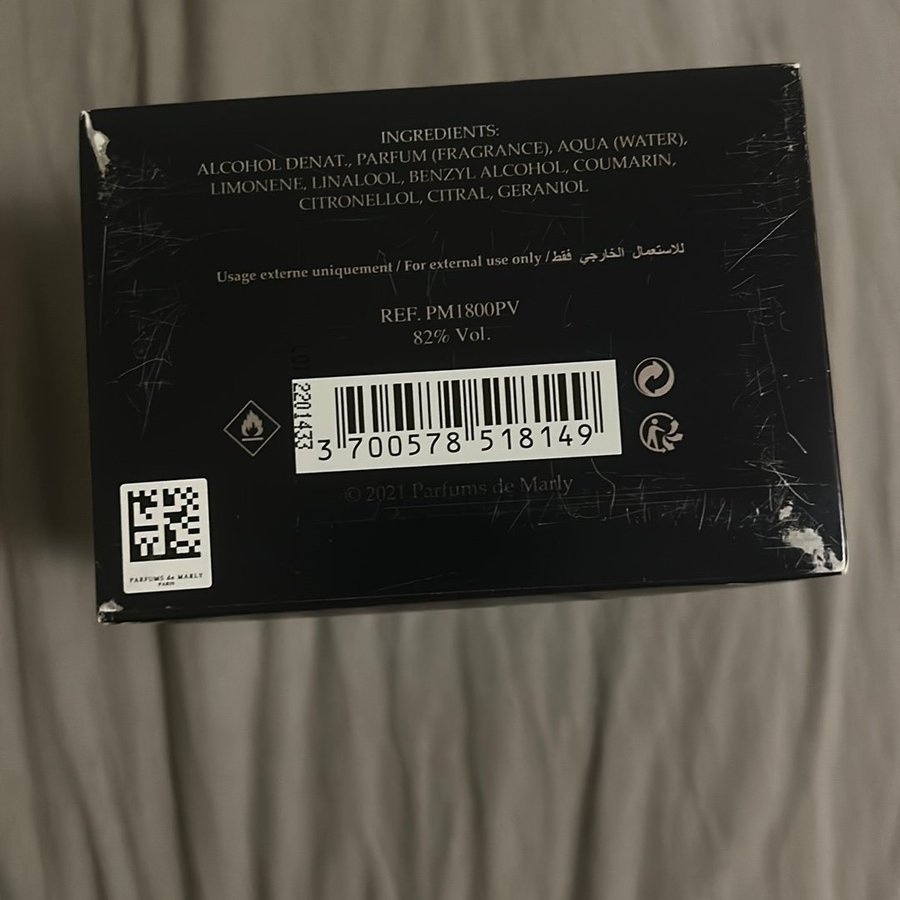 INGREDIENTS:
ALCOHOL DENAT., PARFUM (FRAGRANCE), AQUA (WATER),
LIMONENE, LINALOOL, BENZYL ALCOHOL, COUMARIN,
CITRONELLOL, CITRAL, GERANIOL
Usage externe uniquement / For external use only / للاستعمال الخارجي فقط
REF. PM1800PV
82% Vol.
LOT 2201433
3 700578 518149
© 2021 Parfums de Marly
PARFUMS de MARLY
PARIS